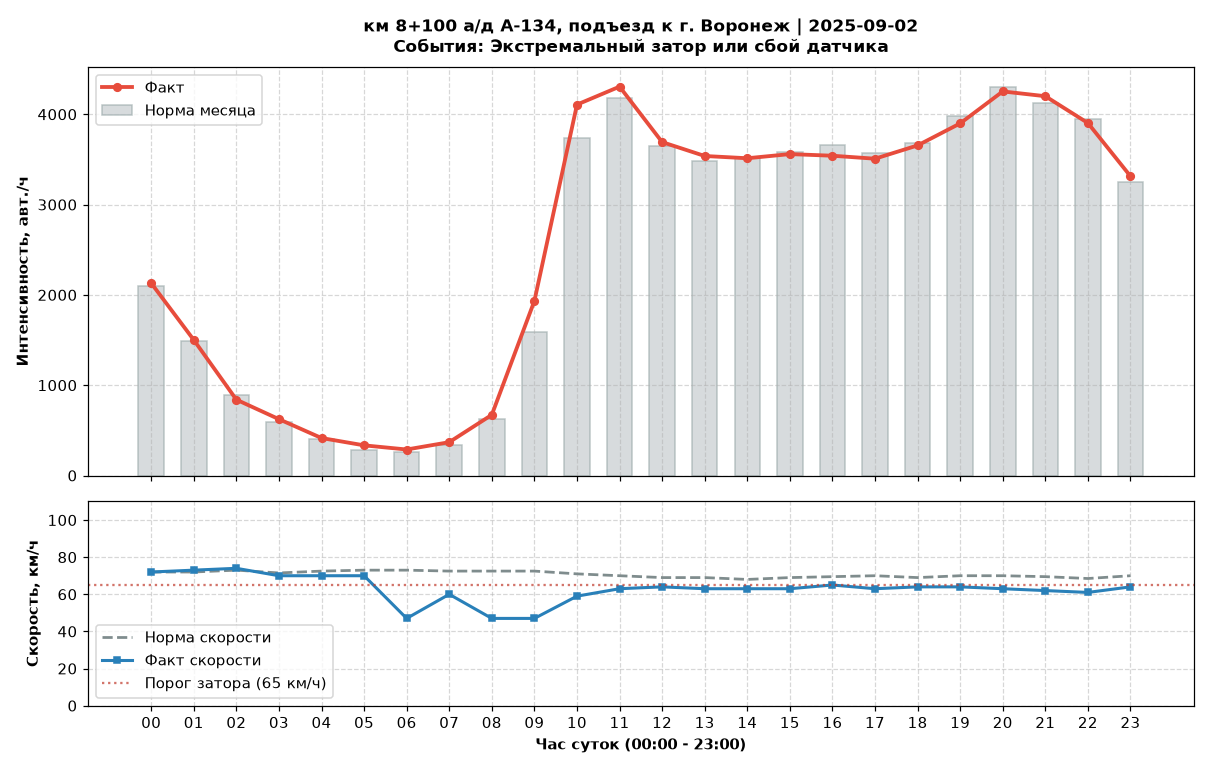 км 8+100 а/д А-134, подъезд к г. Воронеж | 2025-09-02
События: Экстремальный затор или сбой датчика
Факт
Норма месяца
Интенсивность, авт./ч
4000
3000
2000
1000
0
Скорость, км/ч
100
80
60
40
20
0
Норма скорости
Факт скорости
Порог затора (65 км/ч)
00 01 02 03 04 05 06 07 08 09 10 11 12 13 14 15 16 17 18 19 20 21 22 23
Час суток (00:00 - 23:00)